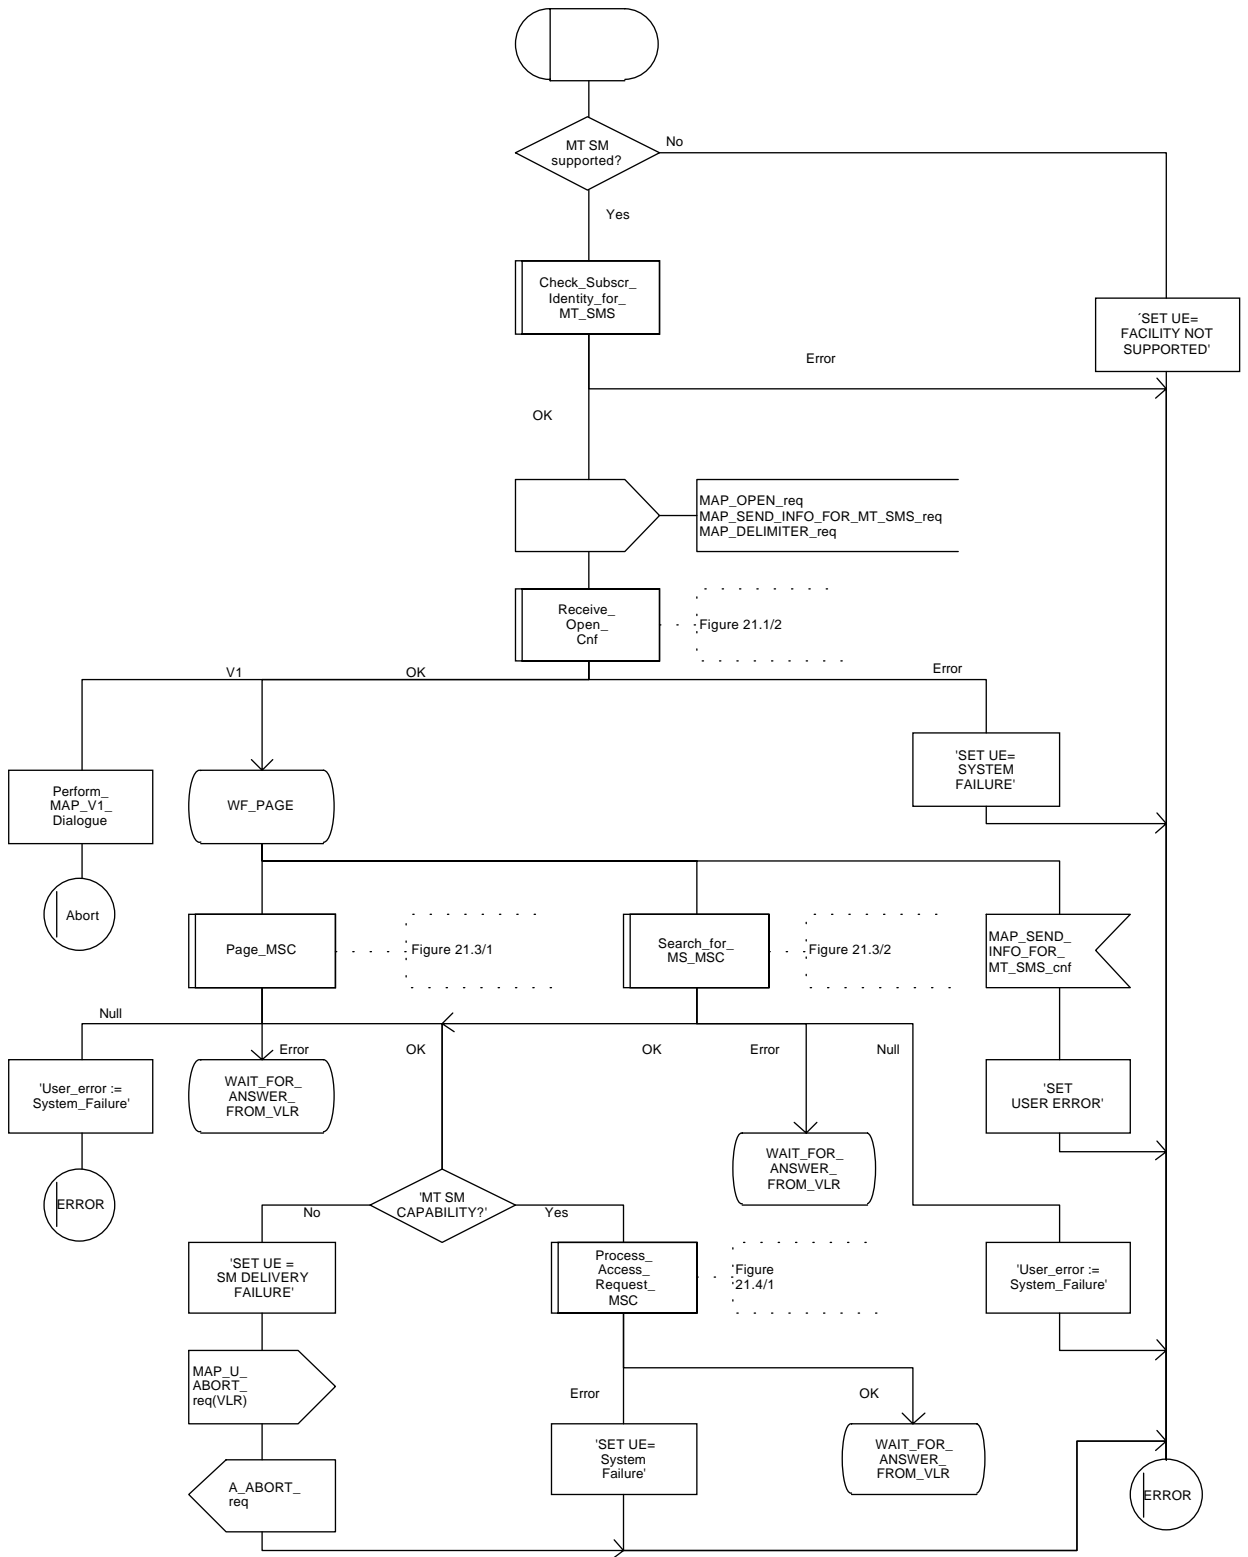 MT SM
supported?
No
Yes
Check_Subscr_
Identity_for_
MT_SMS
´SET UE=
FACILITY NOT
SUPPORTED'
Error
OK
MAP_OPEN_req
MAP_SEND_INFO_FOR_MT_SMS_req
MAP_DELIMITER_req
Receive_
Open_
Cnf
Figure 21.1/2
V1
OK
Error
'SET UE=
SYSTEM
FAILURE'
Perform_
MAP_V1_
Dialogue
WF_PAGE
Abort
Page_MSC
Figure 21.3/1
Search_for_
MS_MSC
Figure 21.3/2
MAP_SEND_
INFO_FOR_
MT_SMS_cnf
Null
Error
OK
OK
Error
Null
'User_error :=
System_Failure'
WAIT_FOR_
ANSWER_
FROM_VLR
'SET
USER ERROR'
WAIT_FOR_
ANSWER_
FROM_VLR
ERROR
'MT SM
CAPABILITY?'
No
Yes
'SET UE =
SM DELIVERY
FAILURE'
Process_
Access_
Request_
MSC
Figure
21.4/1
'User_error :=
System_Failure'
MAP_U_
ABORT_
req(VLR)
Error
OK
'SET UE=
System
Failure'
WAIT_FOR_
ANSWER_
FROM_VLR
A_ABORT_
req
ERROR